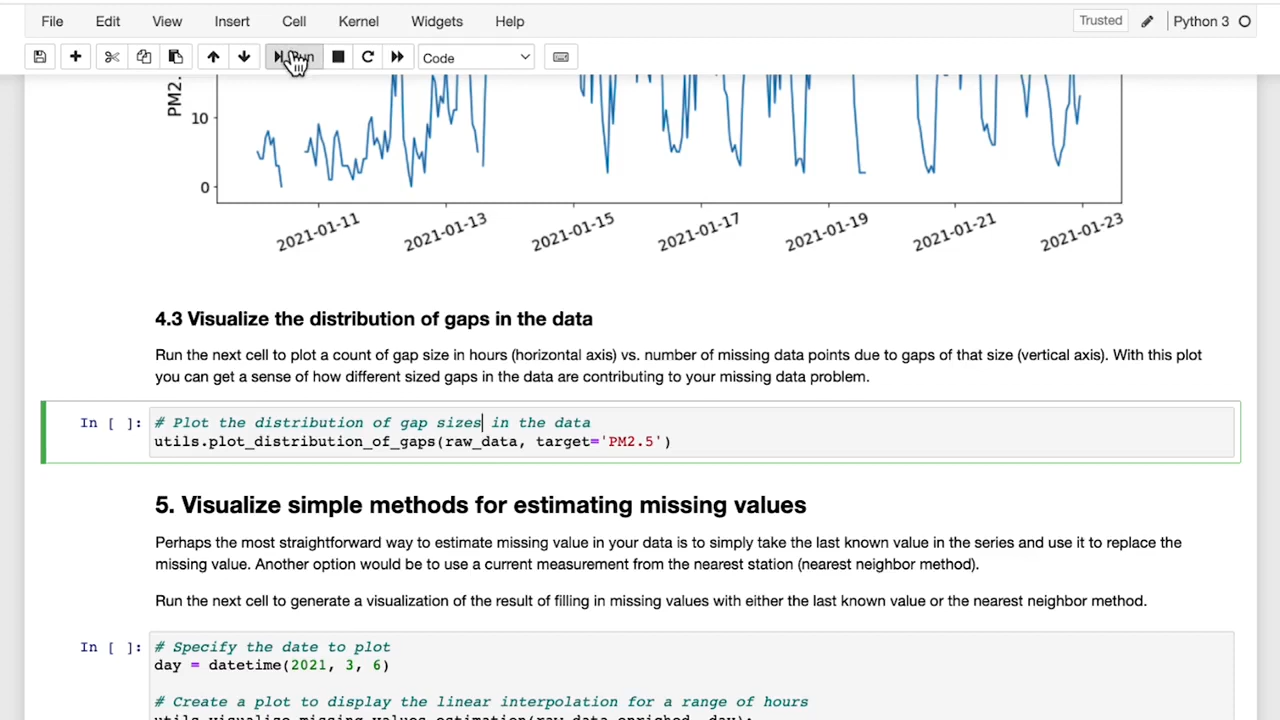 File Edit View Insert Cell Kernel Widgets Help Trusted Python 3
Code
PM2.
10
0
2021-01-11 2021-01-13 2021-01-15 2021-01-17 2021-01-19 2021-01-21 2021-01-23
4.3 Visualize the distribution of gaps in the data
Run the next cell to plot a count of gap size in hours (horizontal axis) vs. number of missing data points due to gaps of that size (vertical axis). With this plot
you can get a sense of how different sized gaps in the data are contributing to your missing data problem.
In [ ]: # Plot the distribution of gap sizes in the data
utils.plot_distribution_of_gaps(raw_data, target='PM2.5')
5. Visualize simple methods for estimating missing values
Perhaps the most straightforward way to estimate missing value in your data is to simply take the last known value in the series and use it to replace the
missing value. Another option would be to use a current measurement from the nearest station (nearest neighbor method).
Run the next cell to generate a visualization of the result of filling in missing values with either the last known value or the nearest neighbor method.
In [ ]: # Specify the date to plot
day = datetime(2021, 3, 6)
# Create a plot to display the linear interpolation for a range of hours
utils.visualize_missing_values_estimation(raw_data_enriched, day);